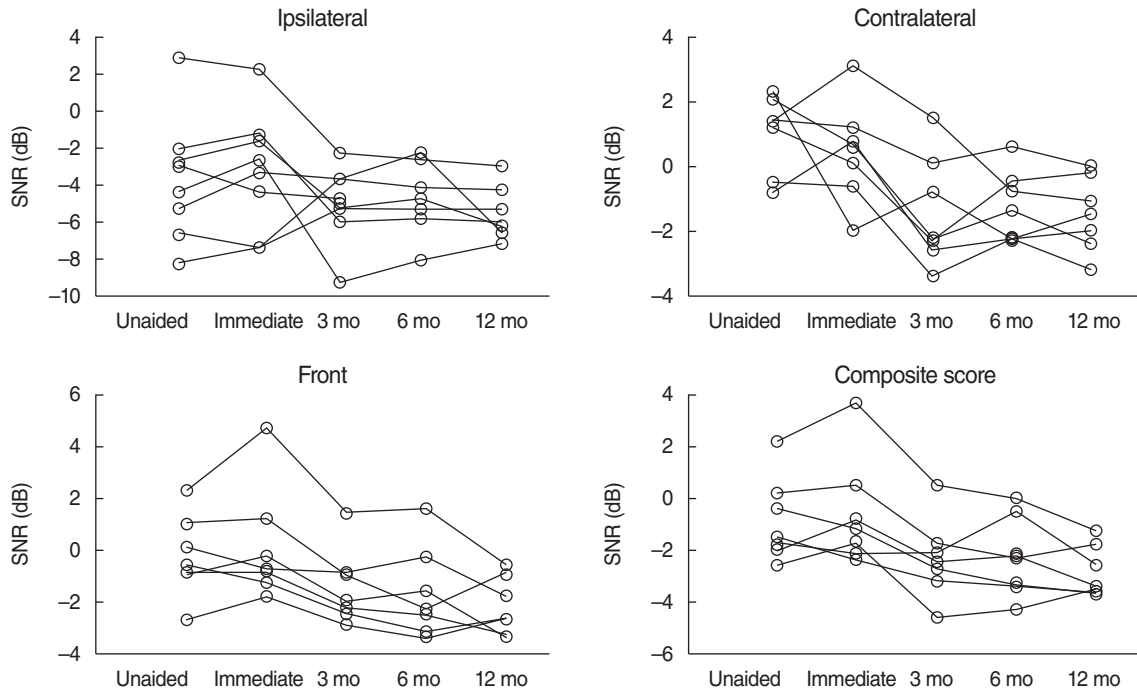 Ipsilateral
4
2
0
–2
–4
–6
–8
–10
SNR (dB)
Unaided Immediate 3 mo 6 mo 12 mo
Contralateral
4
2
0
–2
–4
SNR (dB)
Unaided Immediate 3 mo 6 mo 12 mo
Front
6
4
2
0
–2
–4
SNR (dB)
Unaided Immediate 3 mo 6 mo 12 mo
Composite score
4
2
0
–2
–4
–6
SNR (dB)
Unaided Immediate 3 mo 6 mo 12 mo